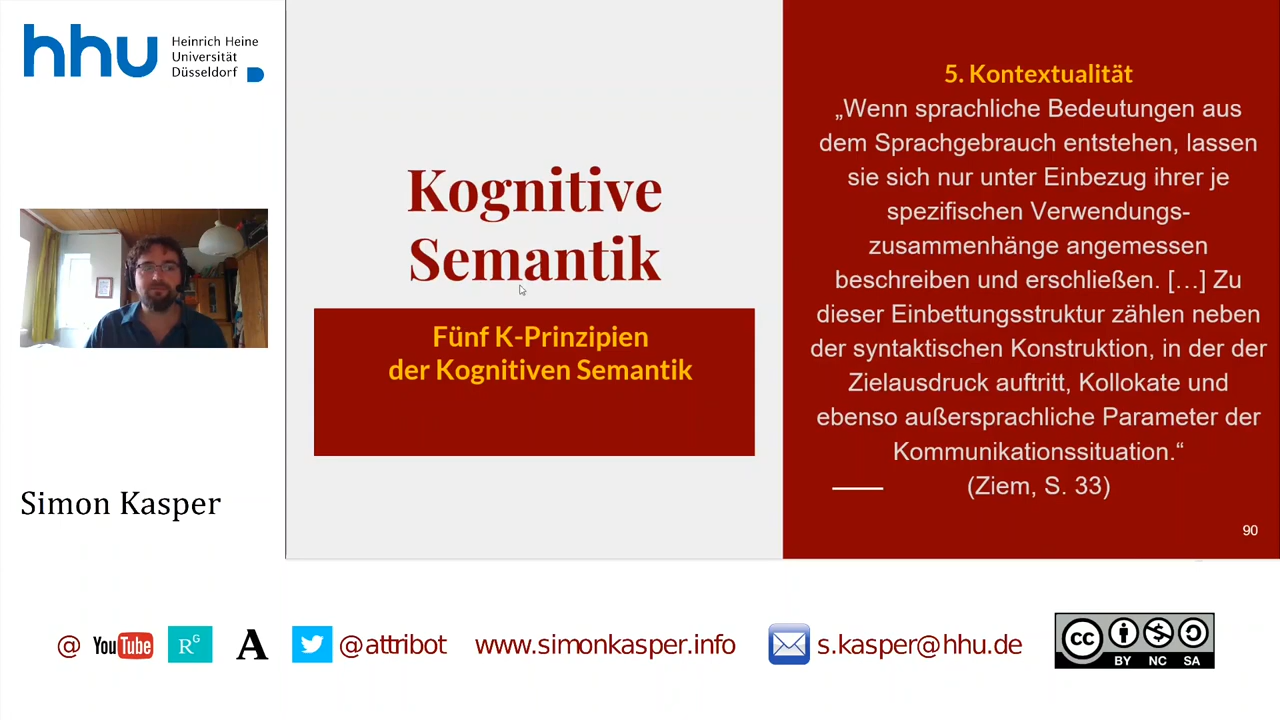 hhu
Heinrich Heine
Universität
Düsseldorf
Simon Kasper
Kognitive
Semantik
Fünf K-Prinzipien
der Kognitiven Semantik
5. Kontextualität
„Wenn sprachliche Bedeutungen aus
dem Sprachgebrauch entstehen, lassen
sie sich nur unter Einbezug ihrer je
spezifischen Verwendungs-
zusammenhänge angemessen
beschreiben und erschließen. […] Zu
dieser Einbettungsstruktur zählen neben
der syntaktischen Konstruktion, in der der
Zielausdruck auftritt, Kollokate und
ebenso außersprachliche Parameter der
Kommunikationssituation.“
(Ziem, S. 33)
90
@ YouTube RG A @attribot www.simonkasper.info s.kasper@hhu.de
cc BY NC SA